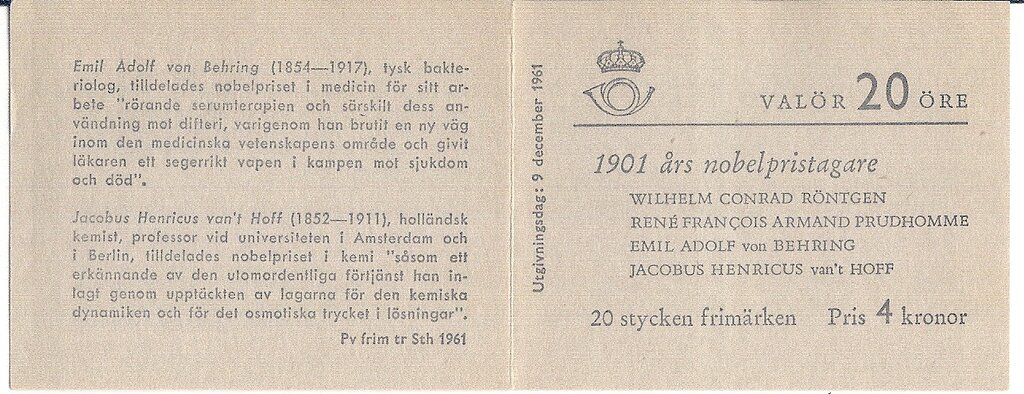 Emil Adolf von Behring (1854—1917), tysk bakte-
riolog, tilldelades nobelpriset i medicin för sitt ar-
bete "rörande serumterapien och särskilt dess an-
vändning mot difteri, varigenom han brutit en ny väg
inom den medicinska vetenskapens område och givit
läkaren ett segerrikt vapen i kampen mot sjukdom
och död".
Jacobus Henricus van't Hoff (1852—1911), holländsk
kemist, professor vid universiteten i Amsterdam och
i Berlin, tilldelades nobelpriset i kemi "såsom ett
erkännande av den utomordentliga förtjänst han in-
lagt genom upptäckten av lagarna för den kemiska
dynamiken och för det osmotiska trycket i lösningar".
Pv frim tr Sth 1961
Utgivningsdag: 9 december 1961
VALÖR 20 ÖRE
1901 års nobelpristagare
WILHELM CONRAD RÖNTGEN
RENÉ FRANÇOIS ARMAND PRUDHOMME
EMIL ADOLF von BEHRING
JACOBUS HENRICUS van't HOFF
20 stycken frimärken Pris 4 kronor